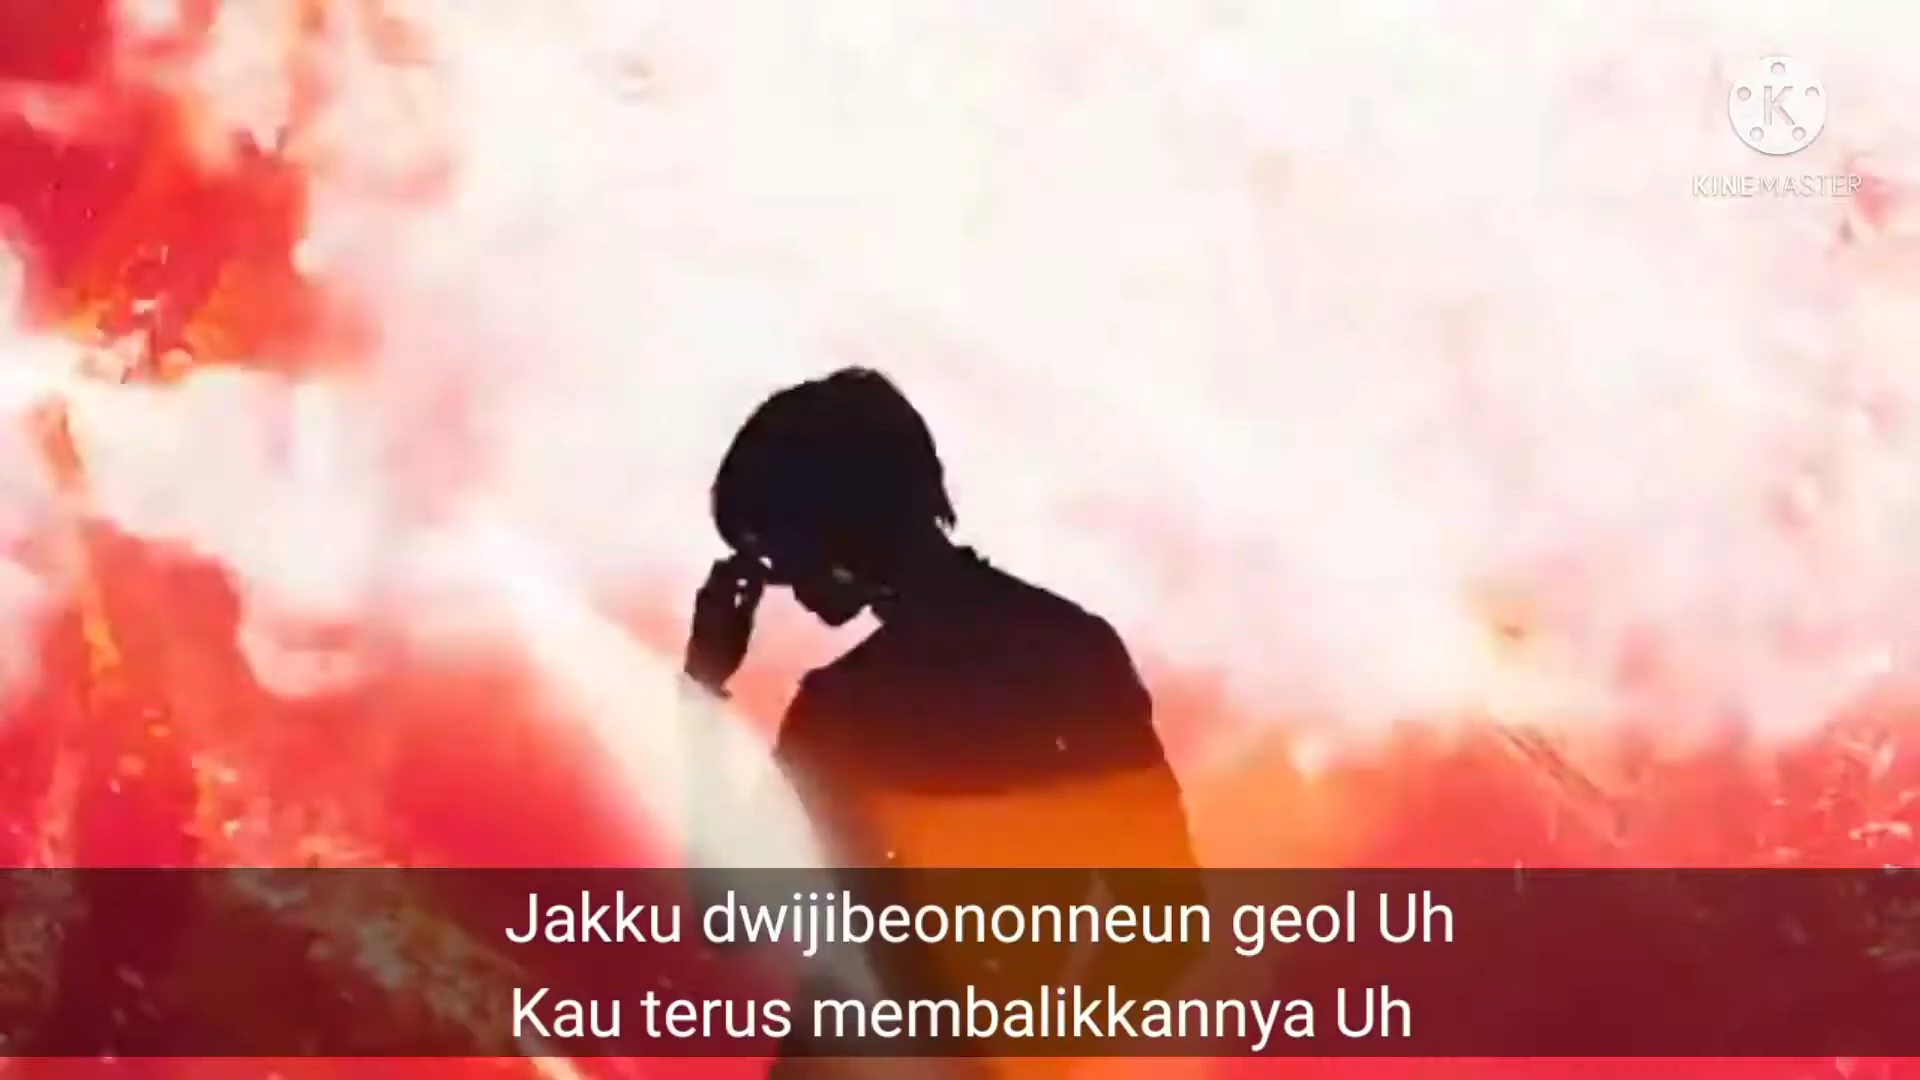 K
KINEMASTER
Jakku dwijibeononneun geol Uh
Kau terus membalikkannya Uh